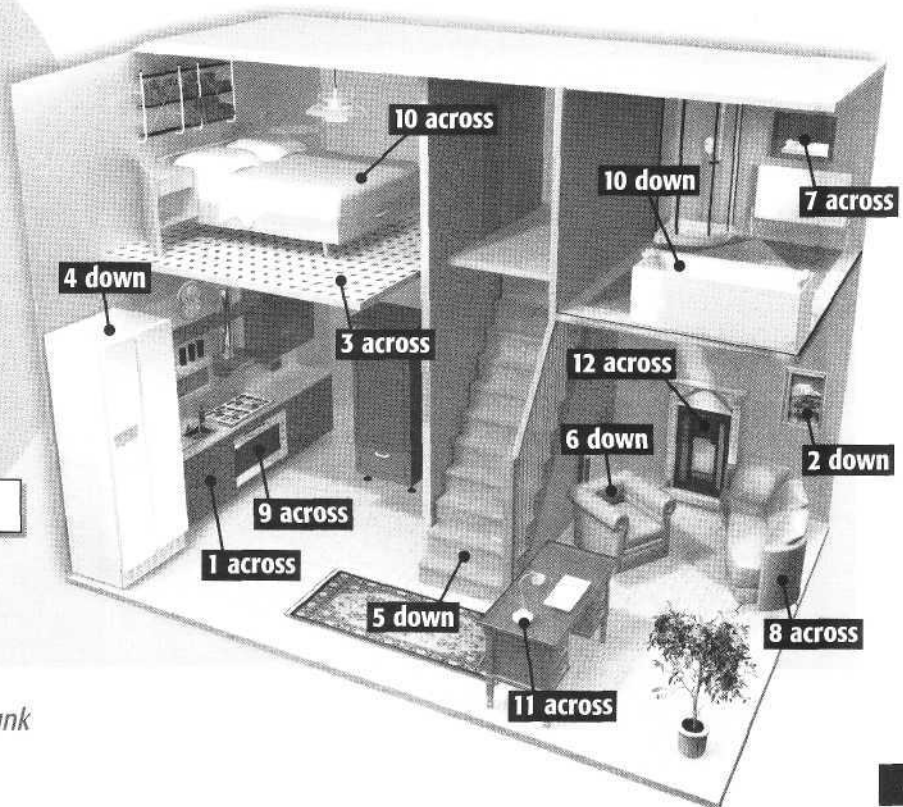 10 across
10 down
7 across
4 down
3 across
12 across
6 down
2 down
9 across
1 across
5 down
8 across
11 across